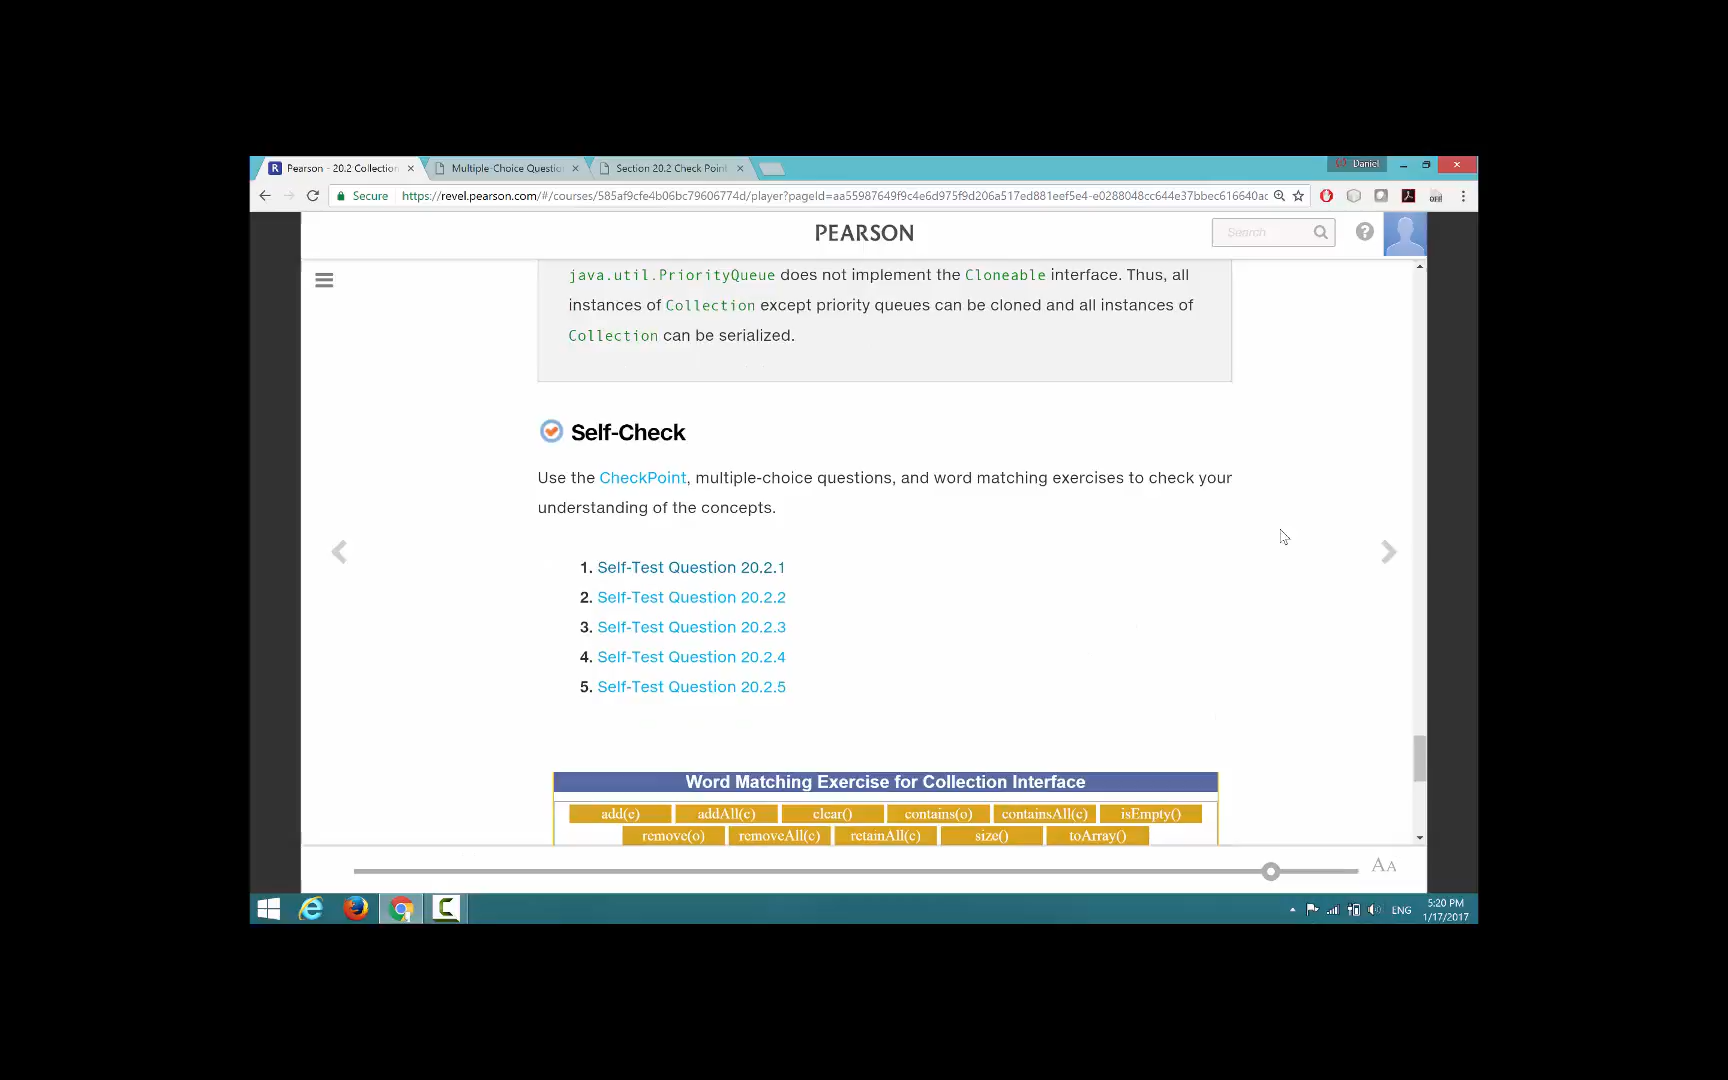 Pearson - 20.2 Collection
Multiple-Choice Question
Section 20.2 Check Point
Daniel
Secure
https://revel.pearson.com/#/courses/585af9cfe4b06bc79606774d/player?pageId=aa55987649f9c4e6d975f9d206a517ed881eef5e4-e0288048cc644e37bbec616640ac
PEARSON
Search
java.util.PriorityQueue does not implement the Cloneable interface. Thus, all
instances of Collection except priority queues can be cloned and all instances of
Collection can be serialized.
Self-Check
Use the CheckPoint, multiple-choice questions, and word matching exercises to check your
understanding of the concepts.
1. Self-Test Question 20.2.1
2. Self-Test Question 20.2.2
3. Self-Test Question 20.2.3
4. Self-Test Question 20.2.4
5. Self-Test Question 20.2.5
Word Matching Exercise for Collection Interface
add(e) addAll(c) clear() contains(o) containsAll(c) isEmpty()
remove(o) removeAll(c) retainAll(c) size() toArray()
AA
ENG
5:20 PM
1/17/2017